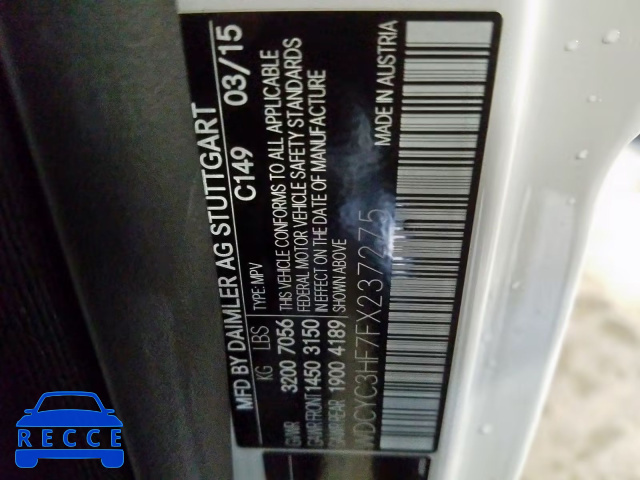 MFD BY DAIMLER AG STUTTGART
C149 03/15
KG LBS TYPE: MPV
GVWR 3200 7056
GAWR FRONT 1450 3150
GAWR REAR 1900 4189
THIS VEHICLE CONFORMS TO ALL APPLICABLE
FEDERAL MOTOR VEHICLE SAFETY STANDARDS
IN EFFECT ON THE DATE OF MANUFACTURE
SHOWN ABOVE
MADE IN AUSTRIA
WDCYC3HF7FX237275
RECCE